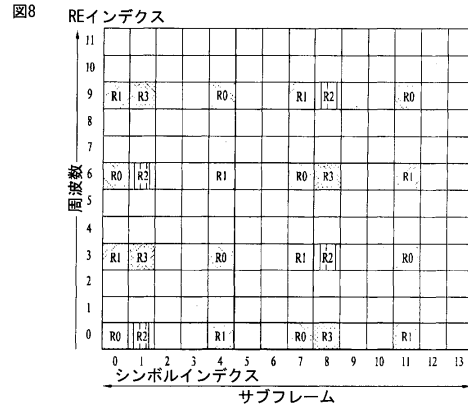 図8
REインデクス
11
10
9 R1 R3 R0 R1 R2 R0
8
7
6 R0 R2 R1 R0 R3 R1
5
4
3 R1 R3 R0 R1 R2 R0
2
1
0 R0 R2 R1 R0 R3 R1
周波数
0 1 2 3 4 5 6 7 8 9 10 11 12 13
シンボルインデクス
サブフレーム